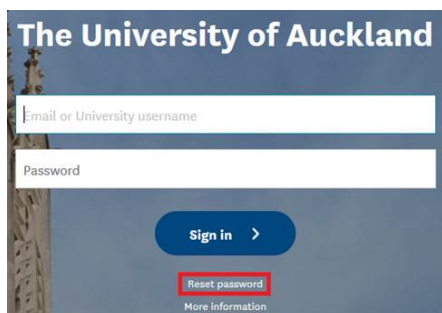 The University of Auckland
Email or University username
Password
Sign in
Reset password
More information